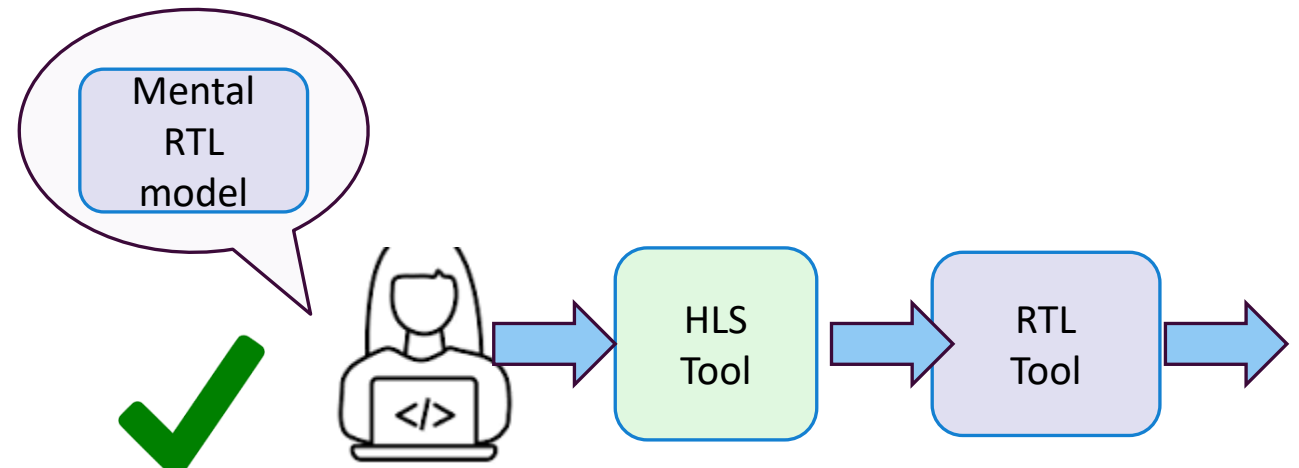 Mental
RTL
model
HLS
Tool
RTL
Tool
</>